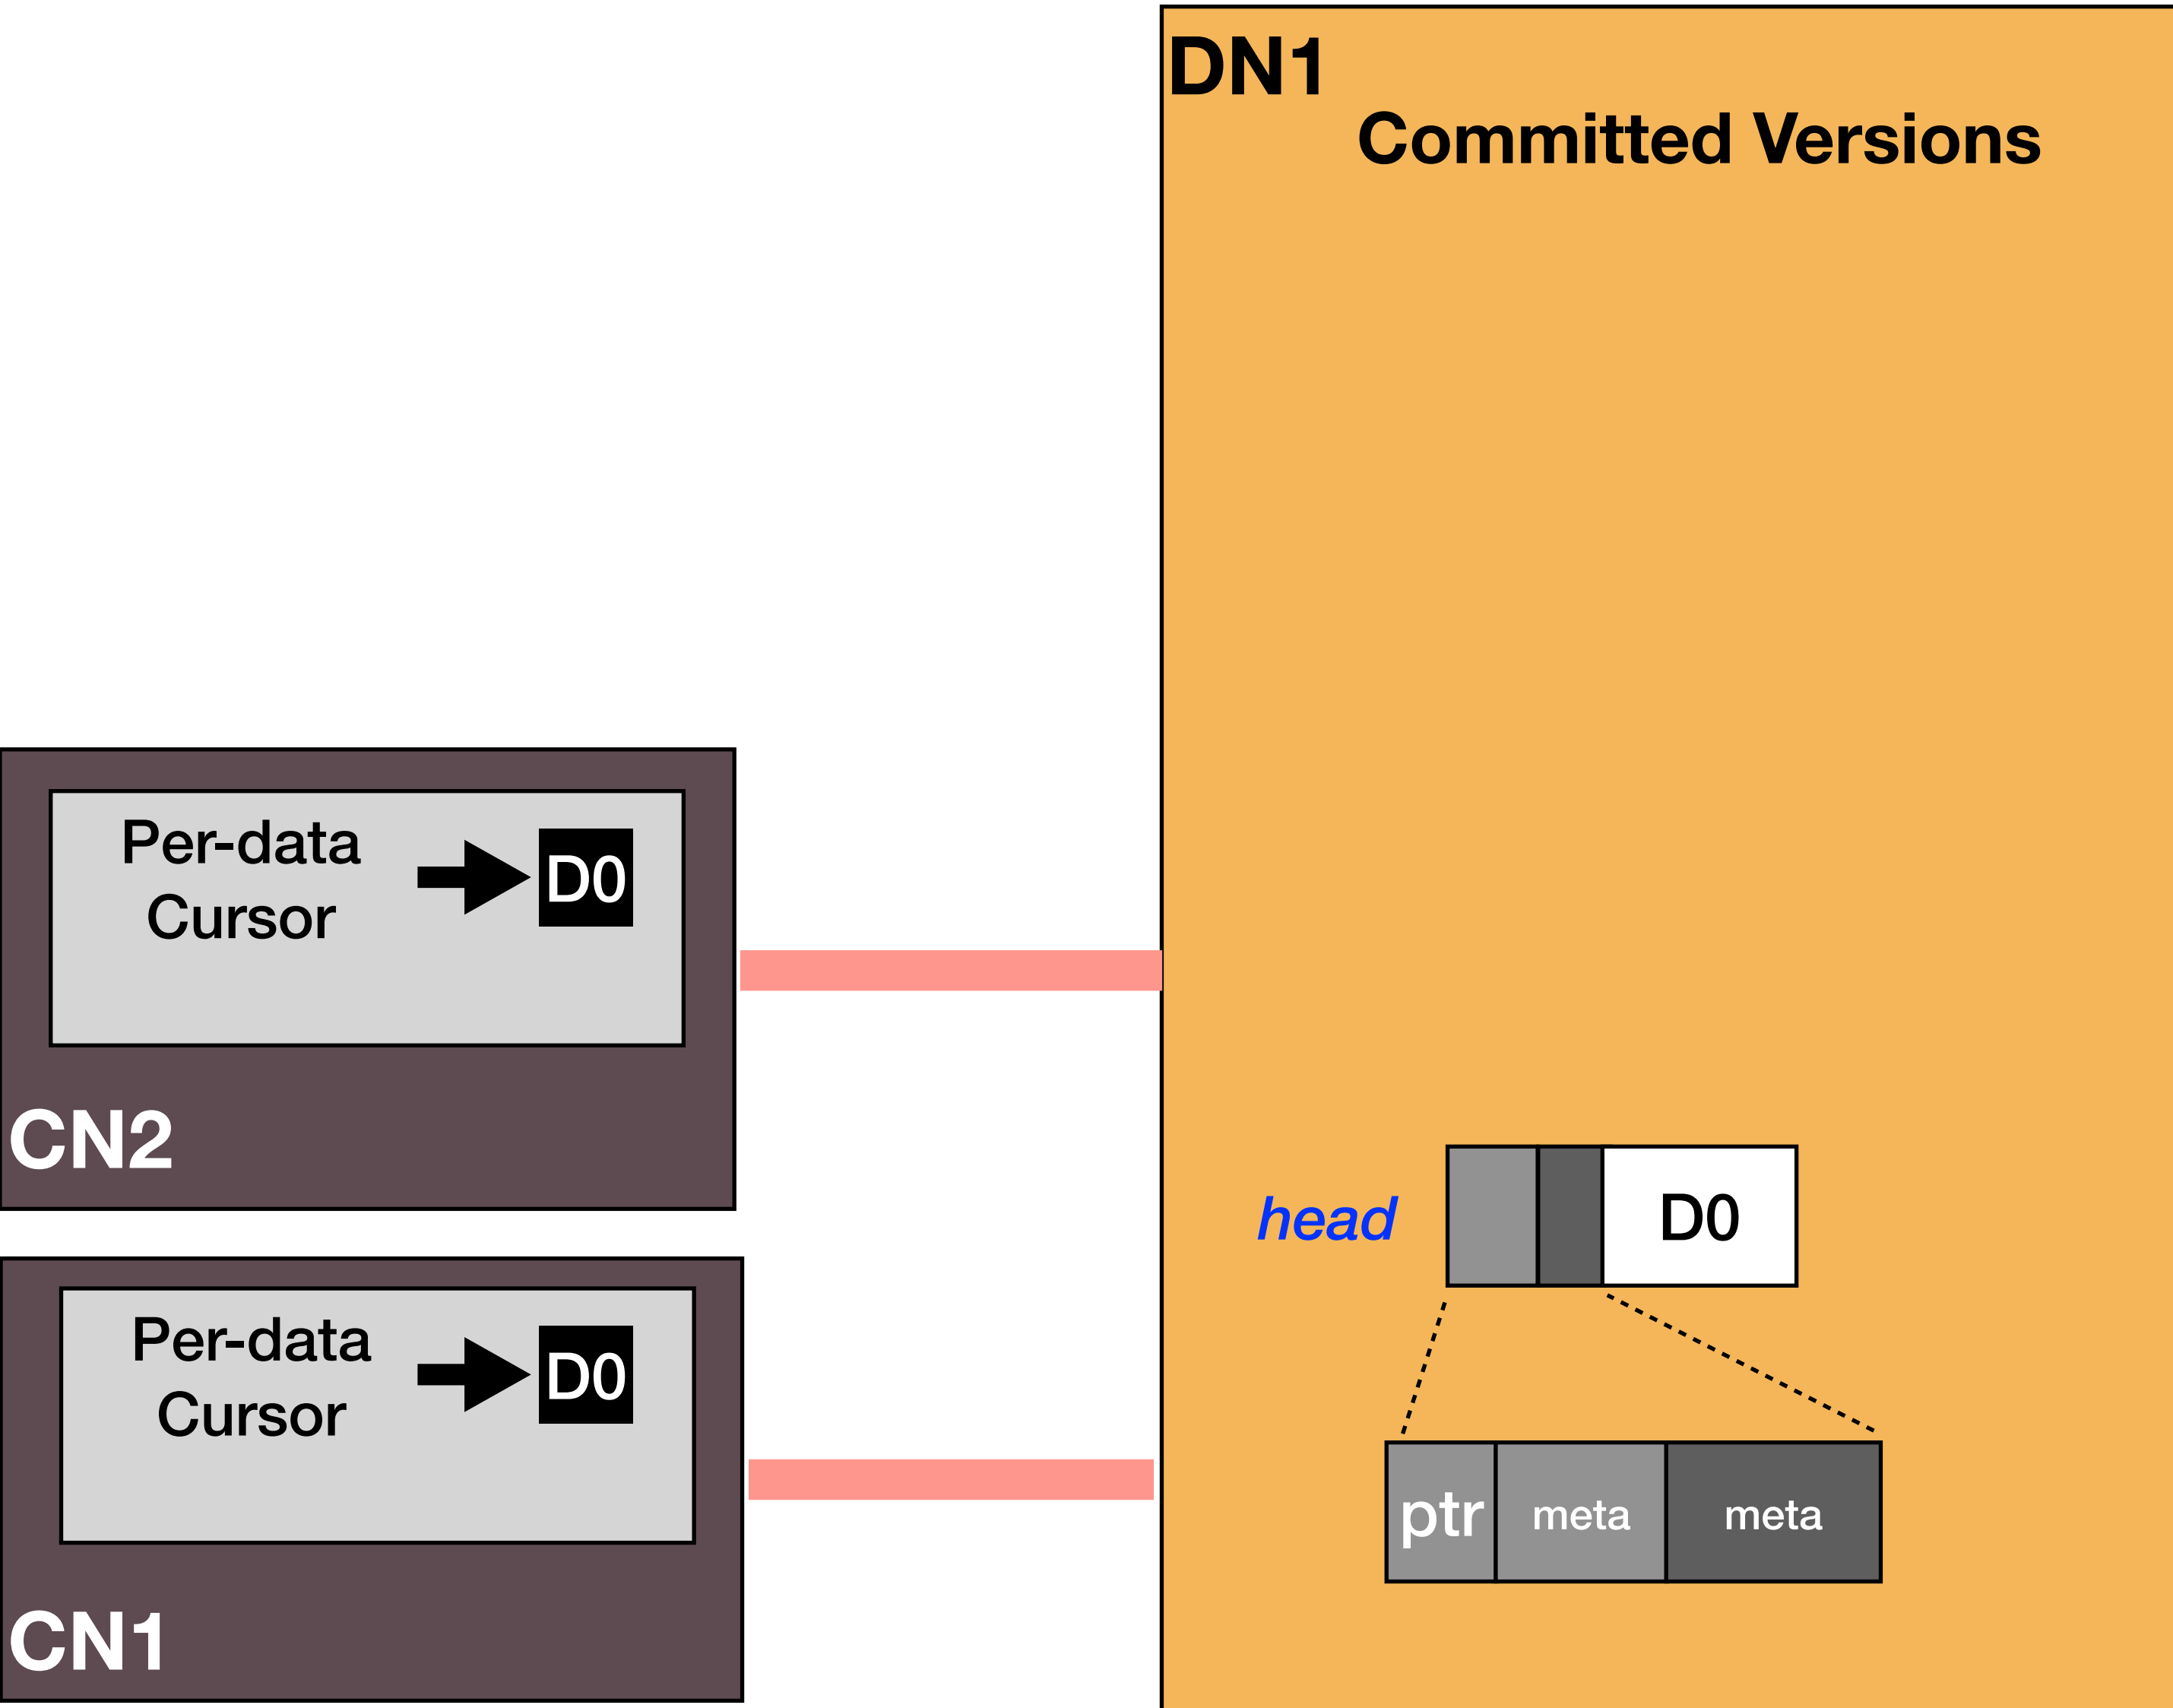 DN1
Committed Versions
Per-data
Cursor
D0
CN2
head
D0
Per-data
Cursor
D0
ptr
meta
meta
CN1